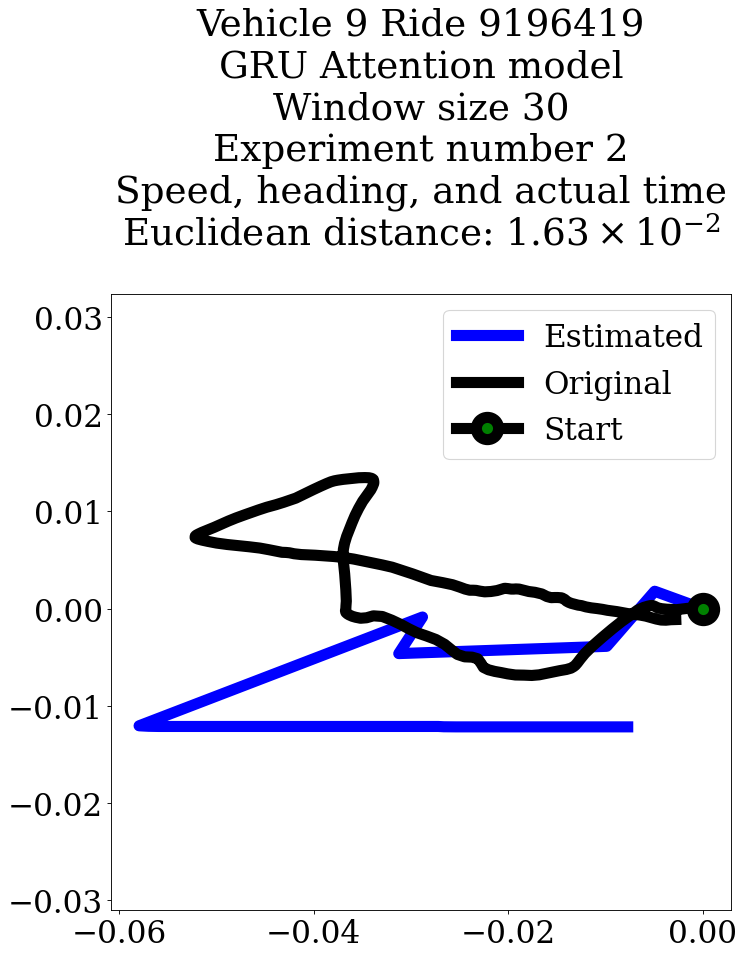 Vehicle 9 Ride 9196419
GRU Attention model
Window size 30
Experiment number 2
Speed, heading, and actual time
Euclidean distance: 1.63 × 10⁻²
Estimated
Original
Start
0.03
0.02
0.01
0.00
−0.01
−0.02
−0.03
−0.06
−0.04
−0.02
0.00